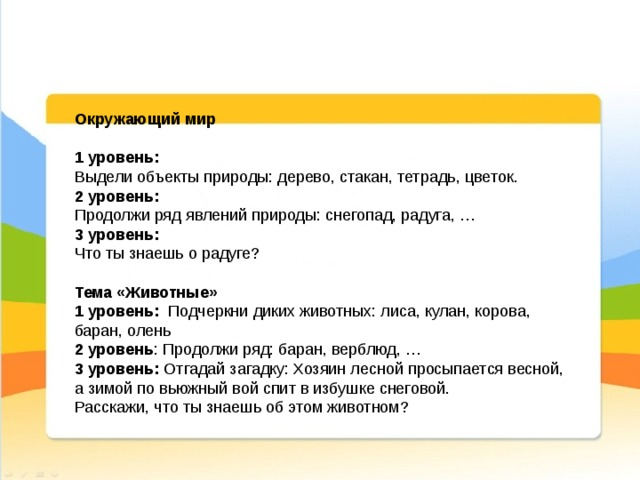 Окружающий мир
1 уровень:
Выдели объекты природы: дерево, стакан, тетрадь, цветок.
2 уровень:
Продолжи ряд явлений природы: снегопад, радуга, …
3 уровень:
Что ты знаешь о радуге?
Тема «Животные»
1 уровень: Подчеркни диких животных: лиса, кулан, корова,
баран, олень
2 уровень: Продолжи ряд: баран, верблюд, …
3 уровень: Отгадай загадку: Хозяин лесной просыпается весной,
а зимой по вьюжный вой спит в избушке снеговой.
Расскажи, что ты знаешь об этом животном?